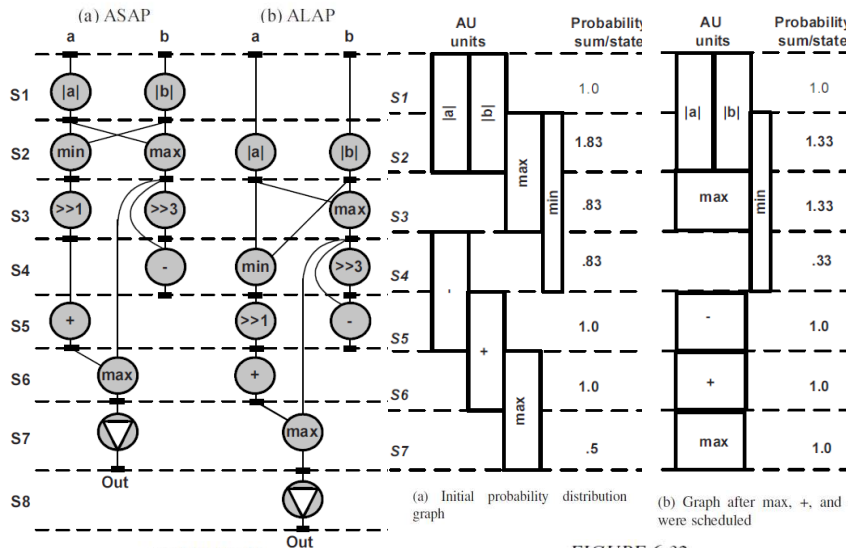 (a) ASAP
(b) ALAP
a b a b
S1 |a| |b|
S2 min max |a| |b|
S3 >>1 >>3 max
S4 - min >>3
S5 + >>1 -
S6 max +
S7 max
Out
S8
Out
AU units
Probability sum/state
S1 1.0
|a| |b|
S2 1.83
max min
S3 .83
S4 .83
-
S5 1.0
+
S6 1.0
max
S7 .5
(a) Initial probability distribution
graph
AU units
Probability sum/state
1.0
|a| |b|
1.33
max 1.33
min
.33
- 1.0
+ 1.0
max 1.0
(b) Graph after max, +, and
were scheduled